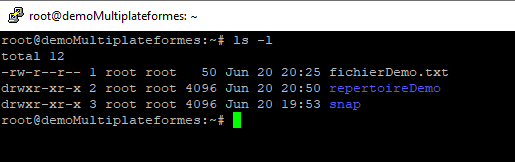 root@demoMultiplateformes: ~
root@demoMultiplateformes:~# ls -l
total 12
-rw-r--r-- 1 root root   50 Jun 20 20:25 fichierDemo.txt
drwxr-xr-x 2 root root 4096 Jun 20 20:50 repertoireDemo
drwxr-xr-x 3 root root 4096 Jun 20 19:53 snap
root@demoMultiplateformes:~#